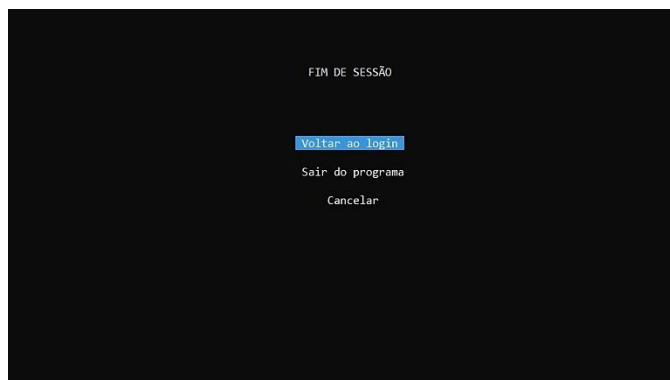 FIM DE SESSÃO
Voltar ao login
Sair do programa
Cancelar